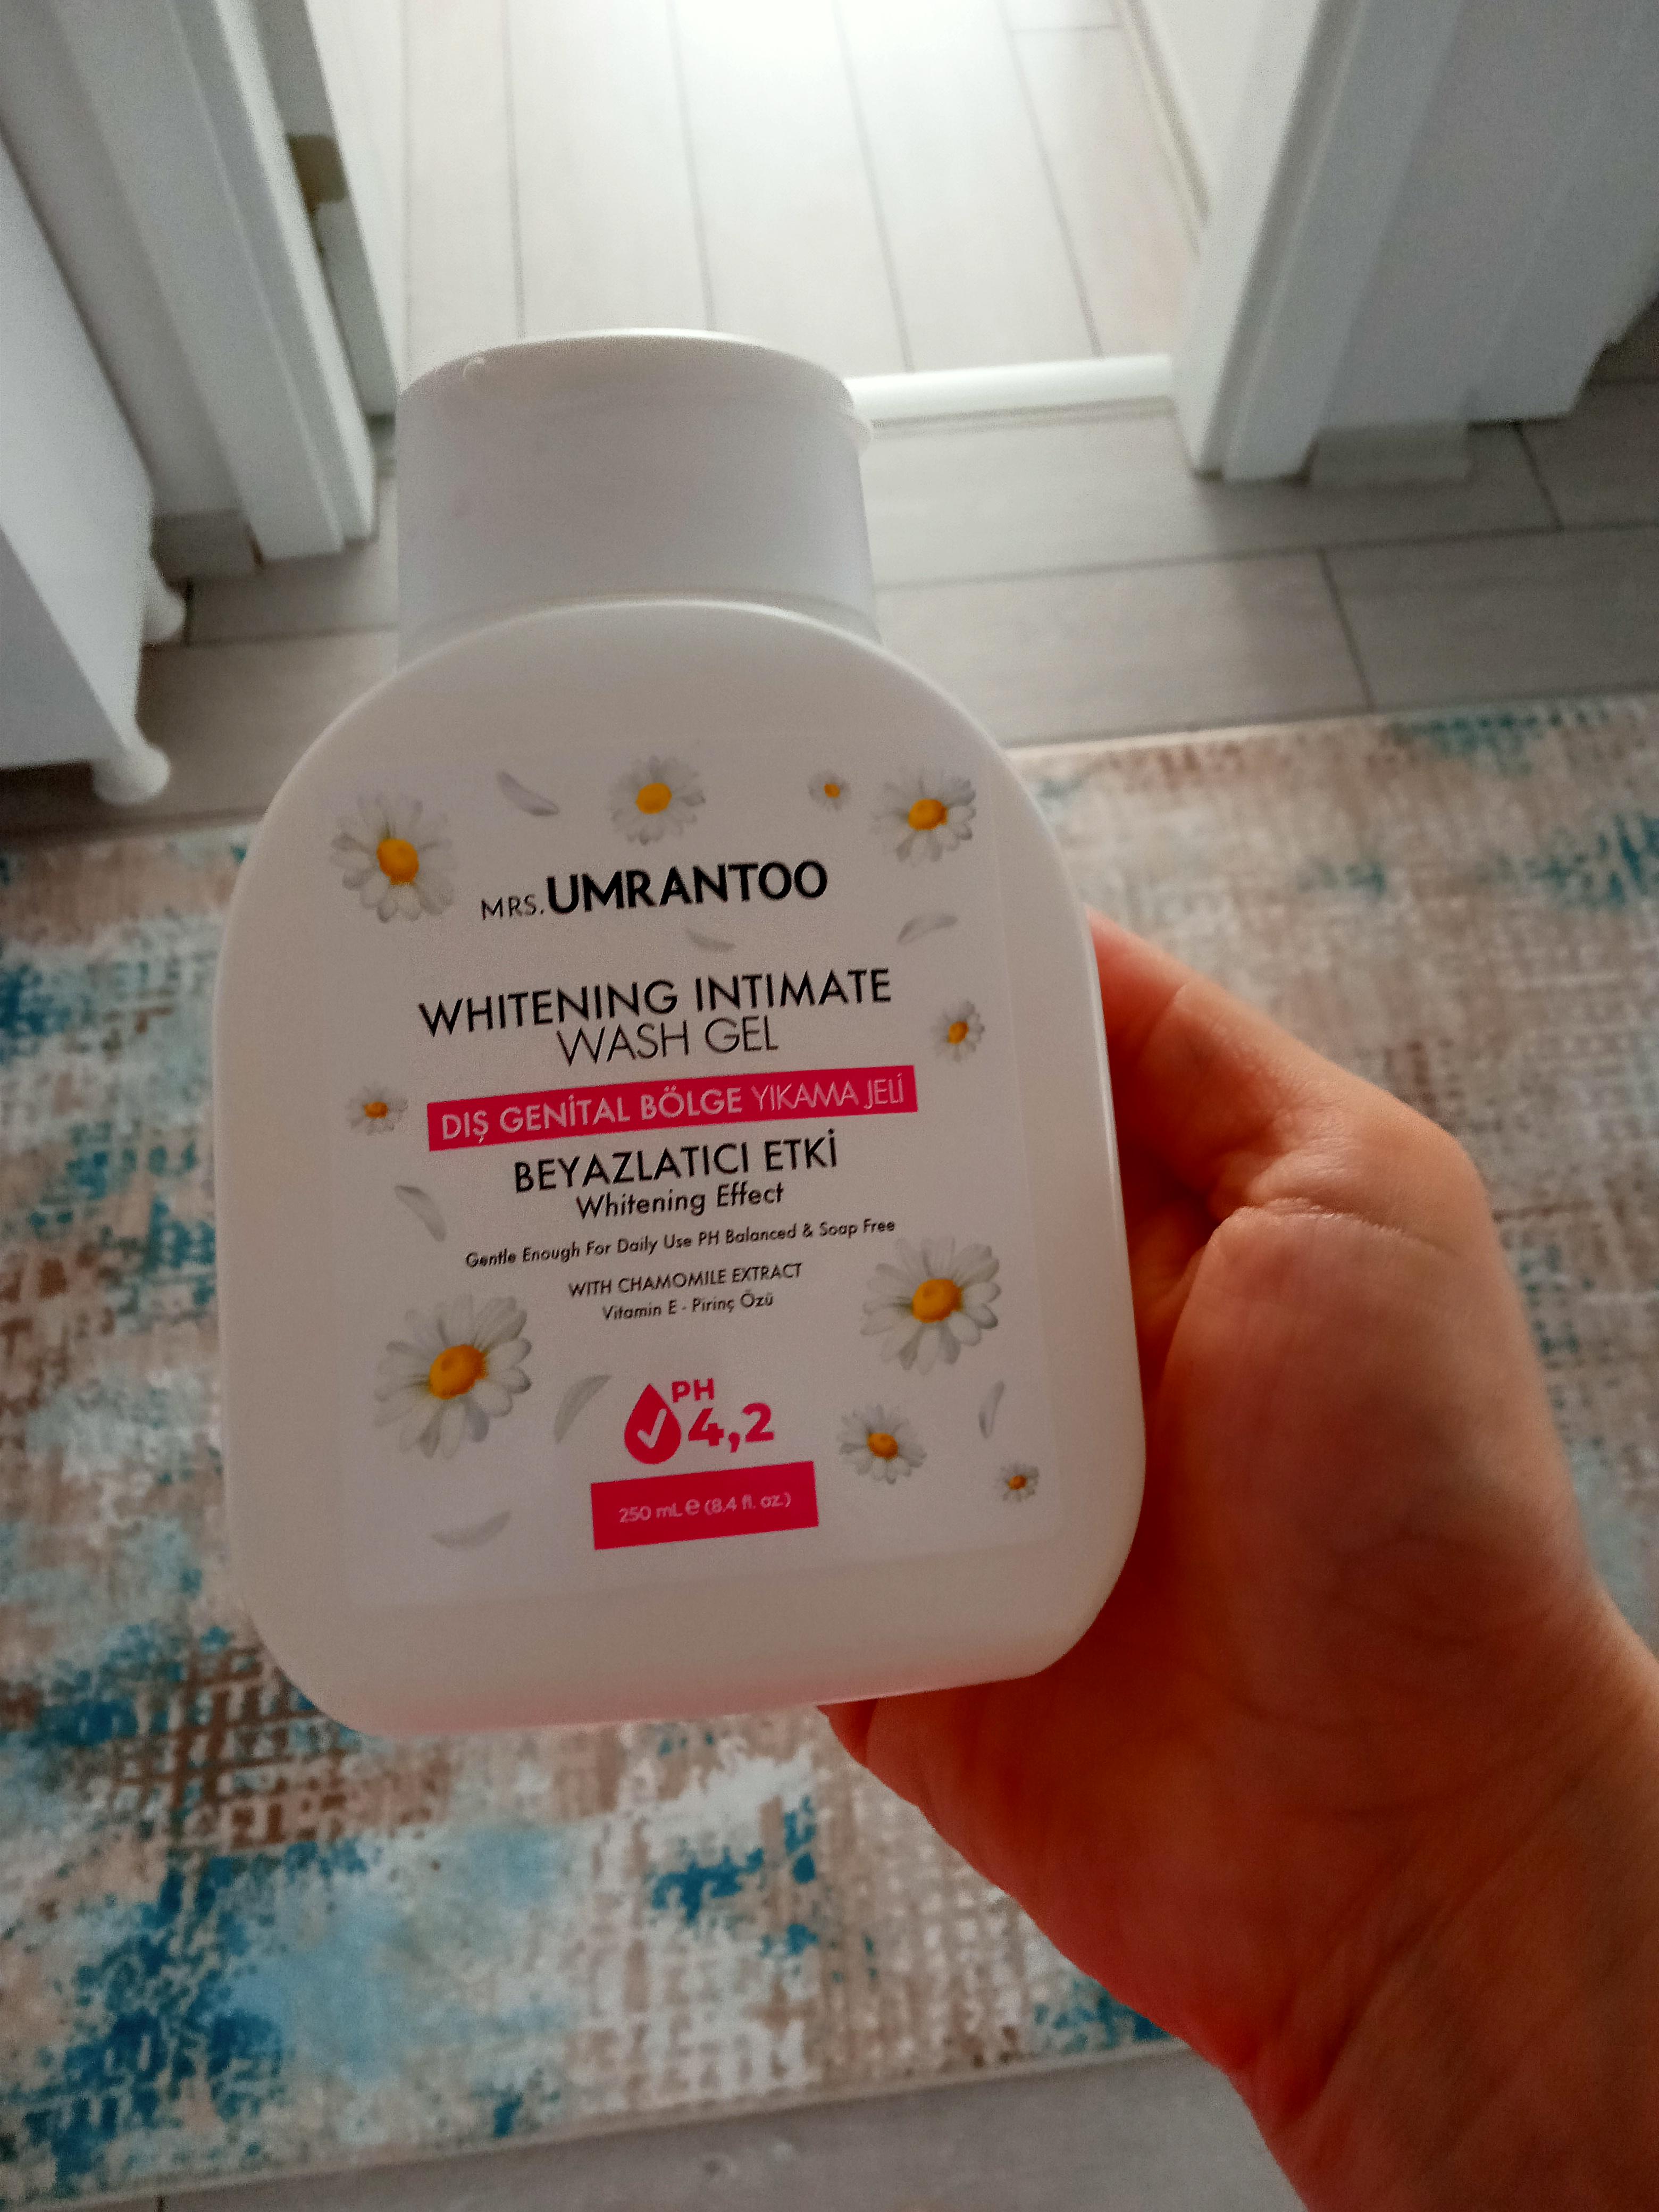 MRS. UMRANTOO
WHITENING INTIMATE
WASH GEL
DIŞ GENİTAL BÖLGE YIKAMA JELİ
BEYAZLATICI ETKİ
Whitening Effect
Gentle Enough For Daily Use PH Balanced & Soap Free
WITH CHAMOMILE EXTRACT
Vitamin E - Pirinç Özü
PH
4,2
250 mL e (8.4 fl. oz.)